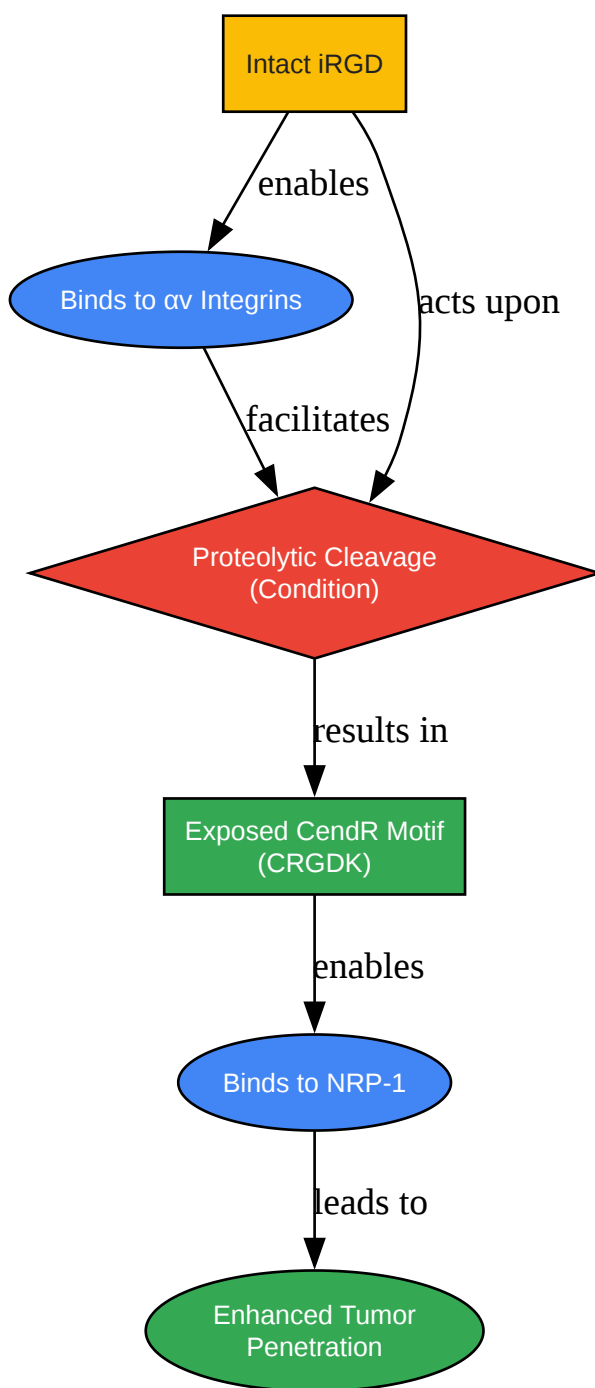 Intact iRGD
enables
Binds to αv Integrins
acts upon
facilitates
Proteolytic Cleavage
(Condition)
results in
Exposed CendR Motif
(CRGDK)
enables
Binds to NRP-1
leads to
Enhanced Tumor
Penetration